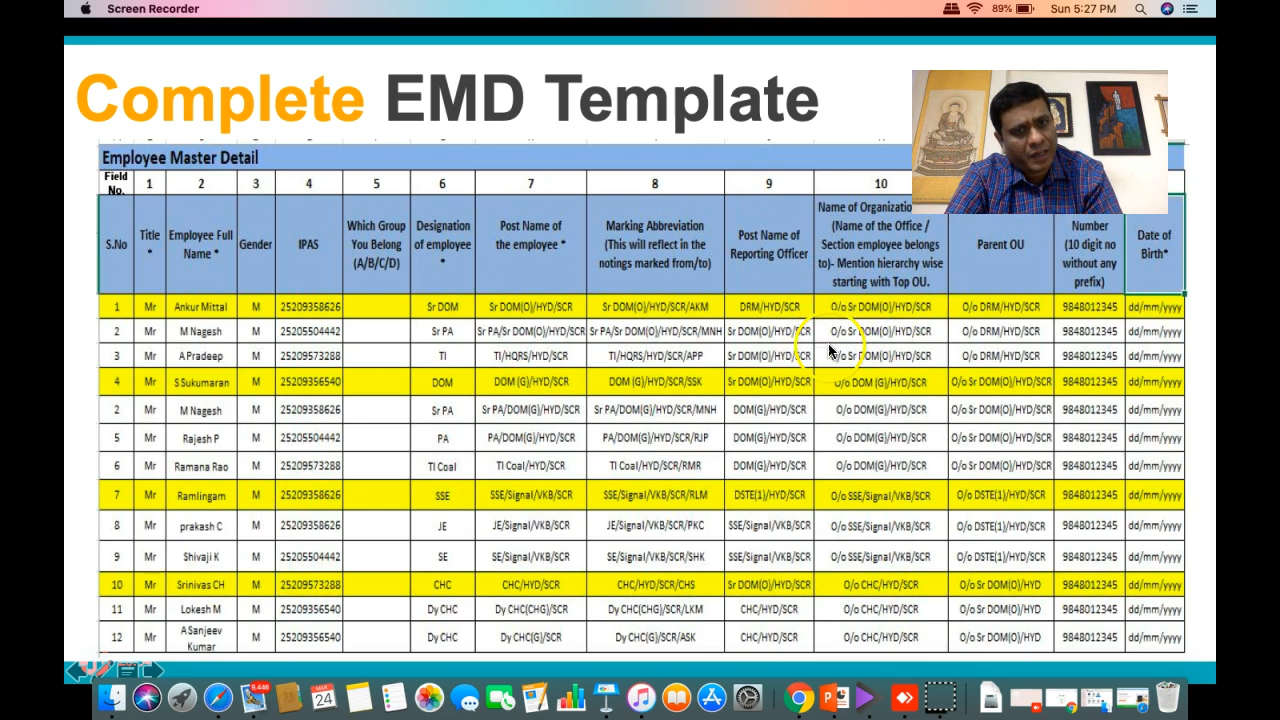 Screen Recorder
89%
Sun 5:27 PM
Complete EMD Template
Employee Master Detail
Field No. 1 2 3 4 5 6 7 8 9 10
S.No Title * Employee Full Name * Gender IPAS Which Group You Belong (A/B/C/D) Designation of employee * Post Name of the employee * Marking Abbreviation (This will reflect in the notings marked from/to) Post Name of Reporting Officer Name of Organizatio (Name of the Office / Section employee belongs to)- Mention hierarchy wise starting with Top OU. Parent OU Number (10 digit no without any prefix) Date of Birth*
1 Mr Ankur Mittal M 25209358626 Sr DOM Sr DOM(O)/HYD/SCR Sr DOM(O)/HYD/SCR/AKM DRM/HYD/SCR O/o Sr DOM(O)/HYD/SCR O/o DRM/HYD/SCR 9848012345 dd/mm/yyyy
2 Mr M Nagesh M 25205504442 Sr PA Sr PA/Sr DOM(O)/HYD/SCR Sr PA/Sr DOM(O)/HYD/SCR/MNH Sr DOM(O)/HYD/SCR O/o Sr DOM(O)/HYD/SCR O/o DRM/HYD/SCR 9848012345 dd/mm/yyyy
3 Mr A Pradeep M 25209573288 TI TI/HQRS/HYD/SCR TI/HQRS/HYD/SCR/APP Sr DOM(O)/HYD/SCR O/o Sr DOM(O)/HYD/SCR O/o DRM/HYD/SCR 9848012345 dd/mm/yyyy
4 Mr S Sukumaran M 25209356540 DOM DOM (G)/HYD/SCR DOM (G)/HYD/SCR/SSK Sr DOM(O)/HYD/SCR O/o DOM (G)/HYD/SCR O/o Sr DOM(O)/HYD/SCR 9848012345 dd/mm/yyyy
2 Mr M Nagesh M 25209358626 Sr PA Sr PA/DOM(G)/HYD/SCR Sr PA/DOM(G)/HYD/SCR/MNH DOM(G)/HYD/SCR O/o DOM(G)/HYD/SCR O/o Sr DOM(O)/HYD/SCR 9848012345 dd/mm/yyyy
5 Mr Rajesh P M 25205504442 PA PA/DOM(G)/HYD/SCR PA/DOM(G)/HYD/SCR/RJP DOM(G)/HYD/SCR O/o DOM(G)/HYD/SCR O/o Sr DOM(O)/HYD/SCR 9848012345 dd/mm/yyyy
6 Mr Ramana Rao M 25209573288 TI Coal TI Coal/HYD/SCR TI Coal/HYD/SCR/RMR DOM(G)/HYD/SCR O/o DOM(G)/HYD/SCR O/o Sr DOM(O)/HYD/SCR 9848012345 dd/mm/yyyy
7 Mr Ramlingam M 25209358626 SSE SSE/Signal/VKB/SCR SSE/Signal/VKB/SCR/RLM DSTE(1)/HYD/SCR O/o SSE/Signal/VKB/SCR O/o DSTE(1)/HYD/SCR 9848012345 dd/mm/yyyy
8 Mr prakash C M 25209358626 JE JE/Signal/VKB/SCR JE/Signal/VKB/SCR/PKC SSE/Signal/VKB/SCR O/o SSE/Signal/VKB/SCR O/o DSTE(1)/HYD/SCR 9848012345 dd/mm/yyyy
9 Mr Shivaji K M 25205504442 SE SE/Signal/VKB/SCR SE/Signal/VKB/SCR/SHK SSE/Signal/VKB/SCR O/o SSE/Signal/VKB/SCR O/o DSTE(1)/HYD/SCR 9848012345 dd/mm/yyyy
10 Mr Srinivas CH M 25209573288 CHC CHC/HYD/SCR CHC/HYD/SCR/CHS Sr DOM(O)/HYD/SCR O/o CHC/HYD/SCR O/o Sr DOM(O)/HYD 9848012345 dd/mm/yyyy
11 Mr Lokesh M M 25209356540 Dy CHC Dy CHC(CHG)/SCR Dy CHC(CHG)/SCR/LKM CHC/HYD/SCR O/o CHC/HYD/SCR O/o Sr DOM(O)/HYD 9848012345 dd/mm/yyyy
12 Mr A Sanjeev Kumar M 25209356540 Dy CHC Dy CHC(G)/SCR Dy CHC(G)/SCR/ASK CHC/HYD/SCR O/o CHC/HYD/SCR O/o Sr DOM(O)/HYD 9848012345 dd/mm/yyyy
9,446
MAR
24